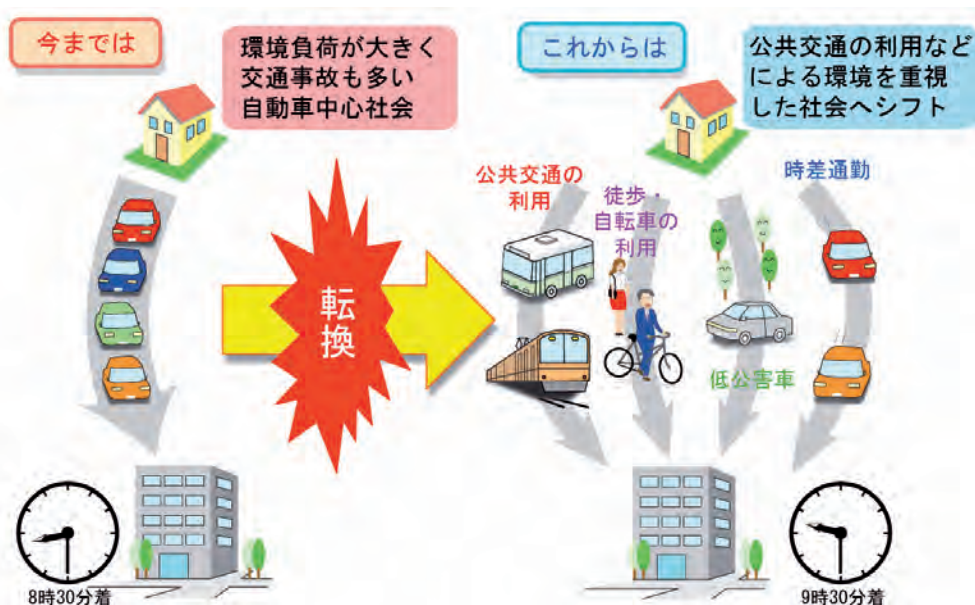 今までは
環境負荷が大きく
交通事故も多い
自動車中心社会
8時30分着
転換
これからは
公共交通の利用など
による環境を重視
した社会へシフト
公共交通の
利用
徒歩・
自転車の
利用
低公害車
時差通勤
9時30分着